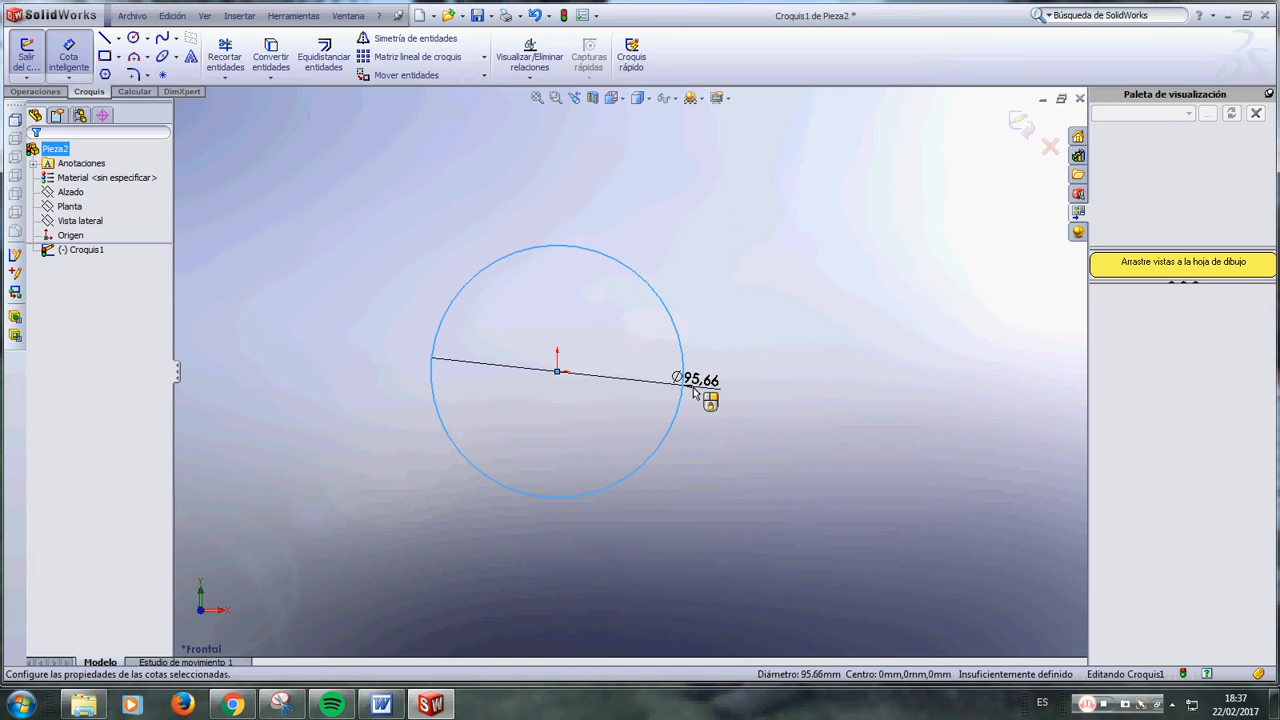 SolidWorks
Archivo Edición Ver Insertar Herramientas Ventana ?
Croquis1 de Pieza2 *
Búsqueda de SolidWorks
Salir del c...
Cota inteligente
Recortar entidades
Convertir entidades
Equidistanciar entidades
Simetría de entidades
Matriz lineal de croquis
Mover entidades
Visualizar/Eliminar relaciones
Capturas rápidas
Croquis rápido
Operaciones Croquis Calcular DimXpert
Paleta de visualización
Pieza2
Anotaciones
Material <sin especificar>
Alzado
Planta
Vista lateral
Origen
(-) Croquis1
Arrastre vistas a la hoja de dibujo
Ø95,66
Y
X
*Frontal
Modelo Estudio de movimiento 1
Configure las propiedades de las cotas seleccionadas. Diámetro: 95.66mm Centro: 0mm,0mm,0mm Insuficientemente definido Editando Croquis1
ES
18:37
22/02/2017